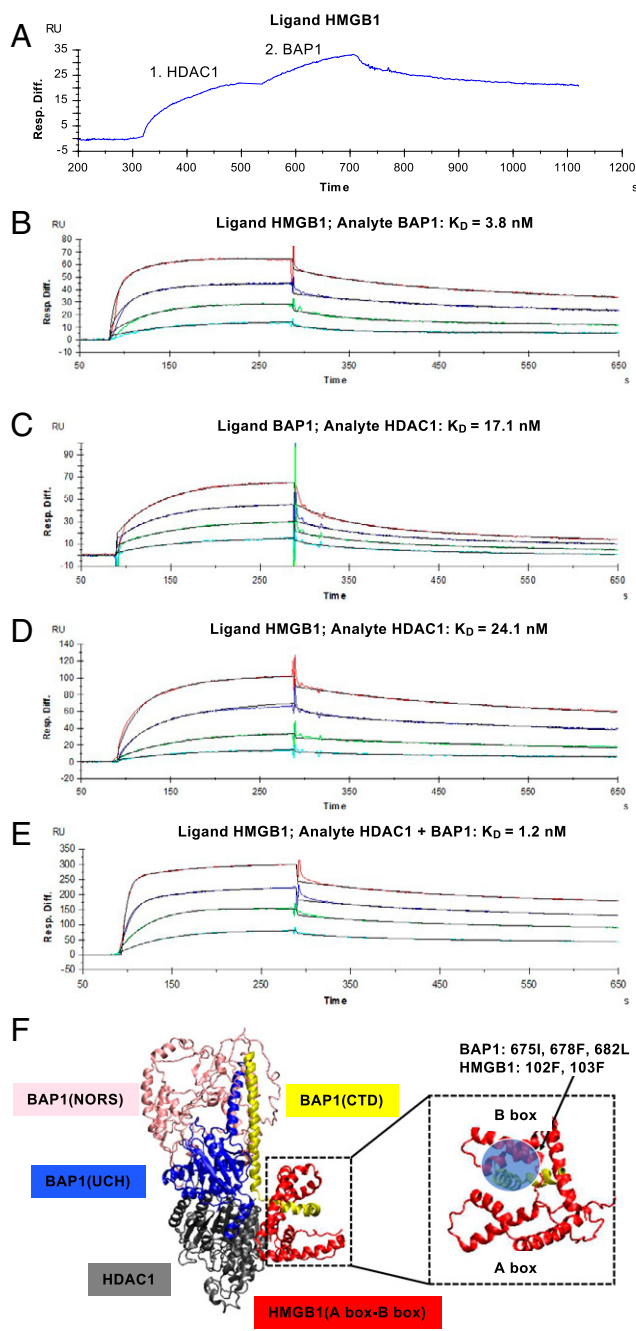 A
RU
Ligand HMGB1
1. HDAC1
2. BAP1
Resp. Diff.
35
25
15
5
-5
200 300 400 500 600 700 800 900 1000 1100 1200
Time
s
B
RU
Ligand HMGB1; Analyte BAP1: KD = 3.8 nM
Resp. Diff.
80
70
60
50
40
30
20
10
0
-10
50 150 250 350 450 550 650
Time
s
C
RU
Ligand BAP1; Analyte HDAC1: KD = 17.1 nM
Resp. Diff.
90
70
50
30
10
-10
50 150 250 350 450 550 650
Time
s
D
RU
Ligand HMGB1; Analyte HDAC1: KD = 24.1 nM
Resp. Diff.
140
120
100
80
60
40
20
0
-20
50 150 250 350 450 550 650
Time
s
E
RU
Ligand HMGB1; Analyte HDAC1 + BAP1: KD = 1.2 nM
Resp. Diff.
350
300
250
200
150
100
50
0
-50
50 150 250 350 450 550 650
Time
s
F
BAP1: 675I, 678F, 682L
HMGB1: 102F, 103F
BAP1(NORS)
BAP1(CTD)
B box
BAP1(UCH)
HDAC1
A box
HMGB1(A box-B box)